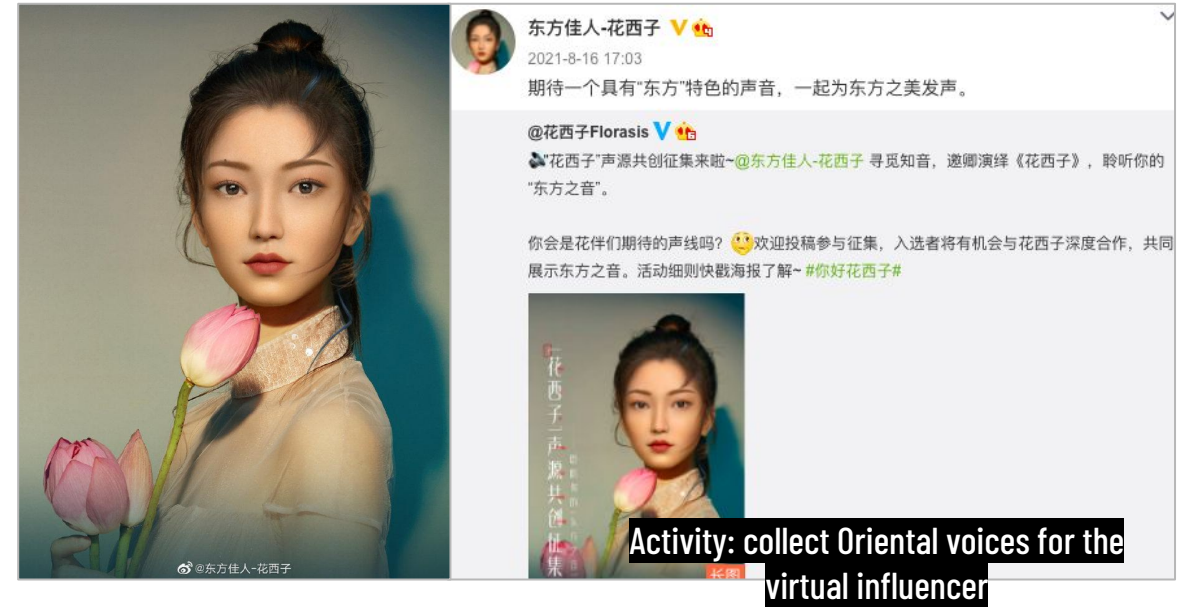 东方佳人-花西子
2021-8-16 17:03
期待一个具有“东方”特色的声音，一起为东方之美发声。
@花西子Florasis
“花西子”声源共创征集来啦~@东方佳人-花西子 寻觅知音，邀卿演绎《花西子》，聆听你的
“东方之音”。
你会是花伴们期待的声线吗？欢迎投稿参与征集，入选者将有机会与花西子深度合作，共同
展示东方之音。活动细则快戳海报了解~ #你好花西子#
花西子声源共创征集
长图
@东方佳人-花西子
Activity: collect Oriental voices for the
virtual influencer